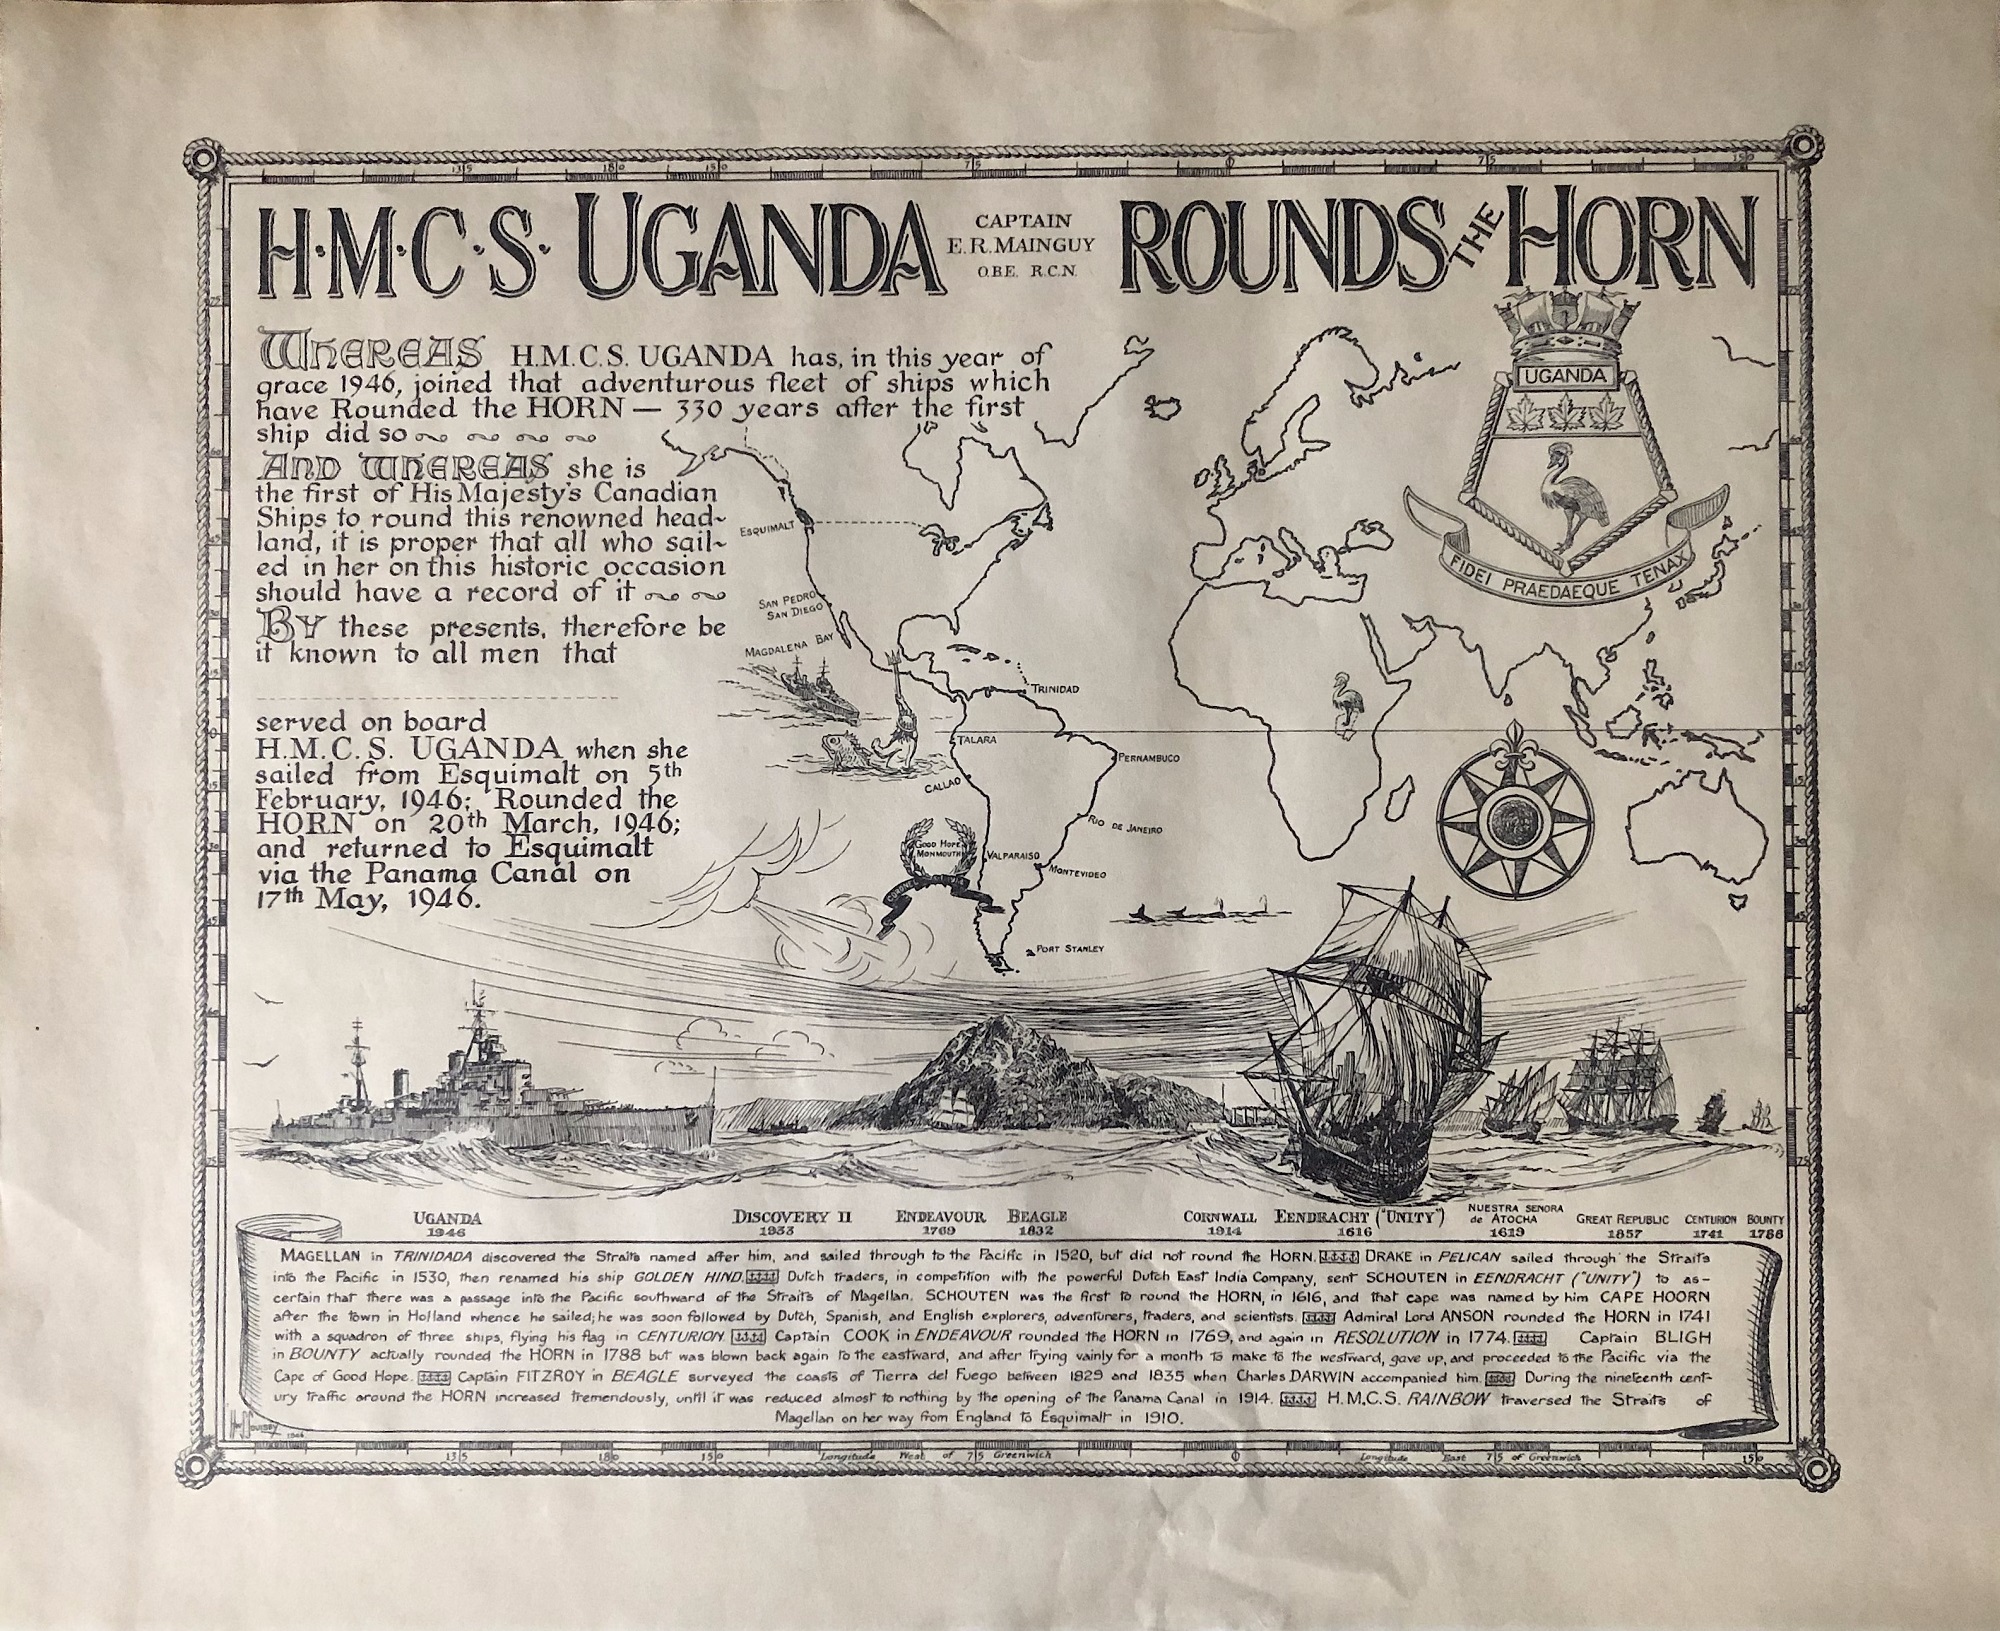 H·M·C·S· UGANDA
CAPTAIN
E.R. MAINGUY
O.B.E. R.C.N.
ROUNDS THE HORN
WHEREAS H.M.C.S. UGANDA has, in this year of
grace 1946, joined that adventurous fleet of ships which
have Rounded the HORN — 330 years after the first
ship did so
AND WHEREAS she is
the first of His Majesty's Canadian
Ships to round this renowned head~
land, it is proper that all who sail~
ed in her on this historic occasion
should have a record of it
BY these presents, therefore be
it known to all men that
served on board
H.M.C.S. UGANDA when she
sailed from Esquimalt on 5th
February, 1946; Rounded the
HORN on 20th March, 1946;
and returned to Esquimalt
via the Panama Canal on
17th May, 1946.
UGANDA
FIDEI PRAEDAEQUE TENAX
ESQUIMALT
SAN PEDRO
SAN DIEGO
MAGDALENA BAY
TRINIDAD
TALARA
PERNAMBUCO
CALLAO
RIO DE JANEIRO
GOOD HOPE
MONMOUTH
VALPARAISO
MONTEVIDEO
PORT STANLEY
UGANDA
1946
DISCOVERY II
1933
ENDEAVOUR
1769
BEAGLE
1832
CORNWALL
1914
EENDRACHT ("UNITY")
1616
NUESTRA SENORA
de ATOCHA
1619
GREAT REPUBLIC
1857
CENTURION
1741
BOUNTY
1788
MAGELLAN in TRINIDADA discovered the Straits named after him, and sailed through to the Pacific in 1520, but did not round the HORN. DRAKE in PELICAN sailed through the Straits
into the Pacific in 1530, then renamed his ship GOLDEN HIND. Dutch traders, in competition with the powerful Dutch East India Company, sent SCHOUTEN in EENDRACHT ("UNITY") to as-
certain that there was a passage into the Pacific southward of the Straits of Magellan. SCHOUTEN was the first to round the HORN, in 1616, and that cape was named by him CAPE HOORN
after the town in Holland whence he sailed; he was soon followed by Dutch, Spanish, and English explorers, adventurers, traders, and scientists. Admiral Lord ANSON rounded the HORN in 1741
with a squadron of three ships, flying his flag in CENTURION. Captain COOK in ENDEAVOUR rounded the HORN in 1769, and again in RESOLUTION in 1774. Captain BLIGH
in BOUNTY actually rounded the HORN in 1788 but was blown back again to the eastward, and after trying vainly for a month to make to the westward, gave up, and proceeded to the Pacific via the
Cape of Good Hope. Captain FITZROY in BEAGLE surveyed the coasts of Tierra del Fuego between 1829 and 1835 when Charles DARWIN accompanied him. During the nineteenth cent-
ury traffic around the HORN increased tremendously, until it was reduced almost to nothing by the opening of the Panama Canal in 1914. H.M.C.S. RAINBOW traversed the Straits of
Magellan on her way from England to Esquimalt in 1910.
135 180 150 Longitude West of 75 Greenwich 0 Longitude East 75 of Greenwich 150